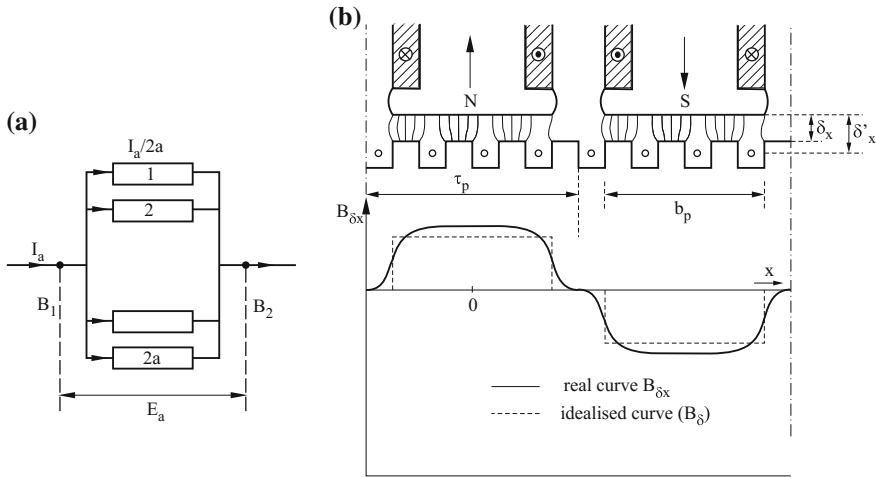 (a)
I_a/2a
1
2
I_a
B_1
B_2
2a
E_a
(b)
N
S
δ_x
δ'_x
τ_p
b_p
B_δx
x
0
real curve B_δx
idealised curve (B_δ)